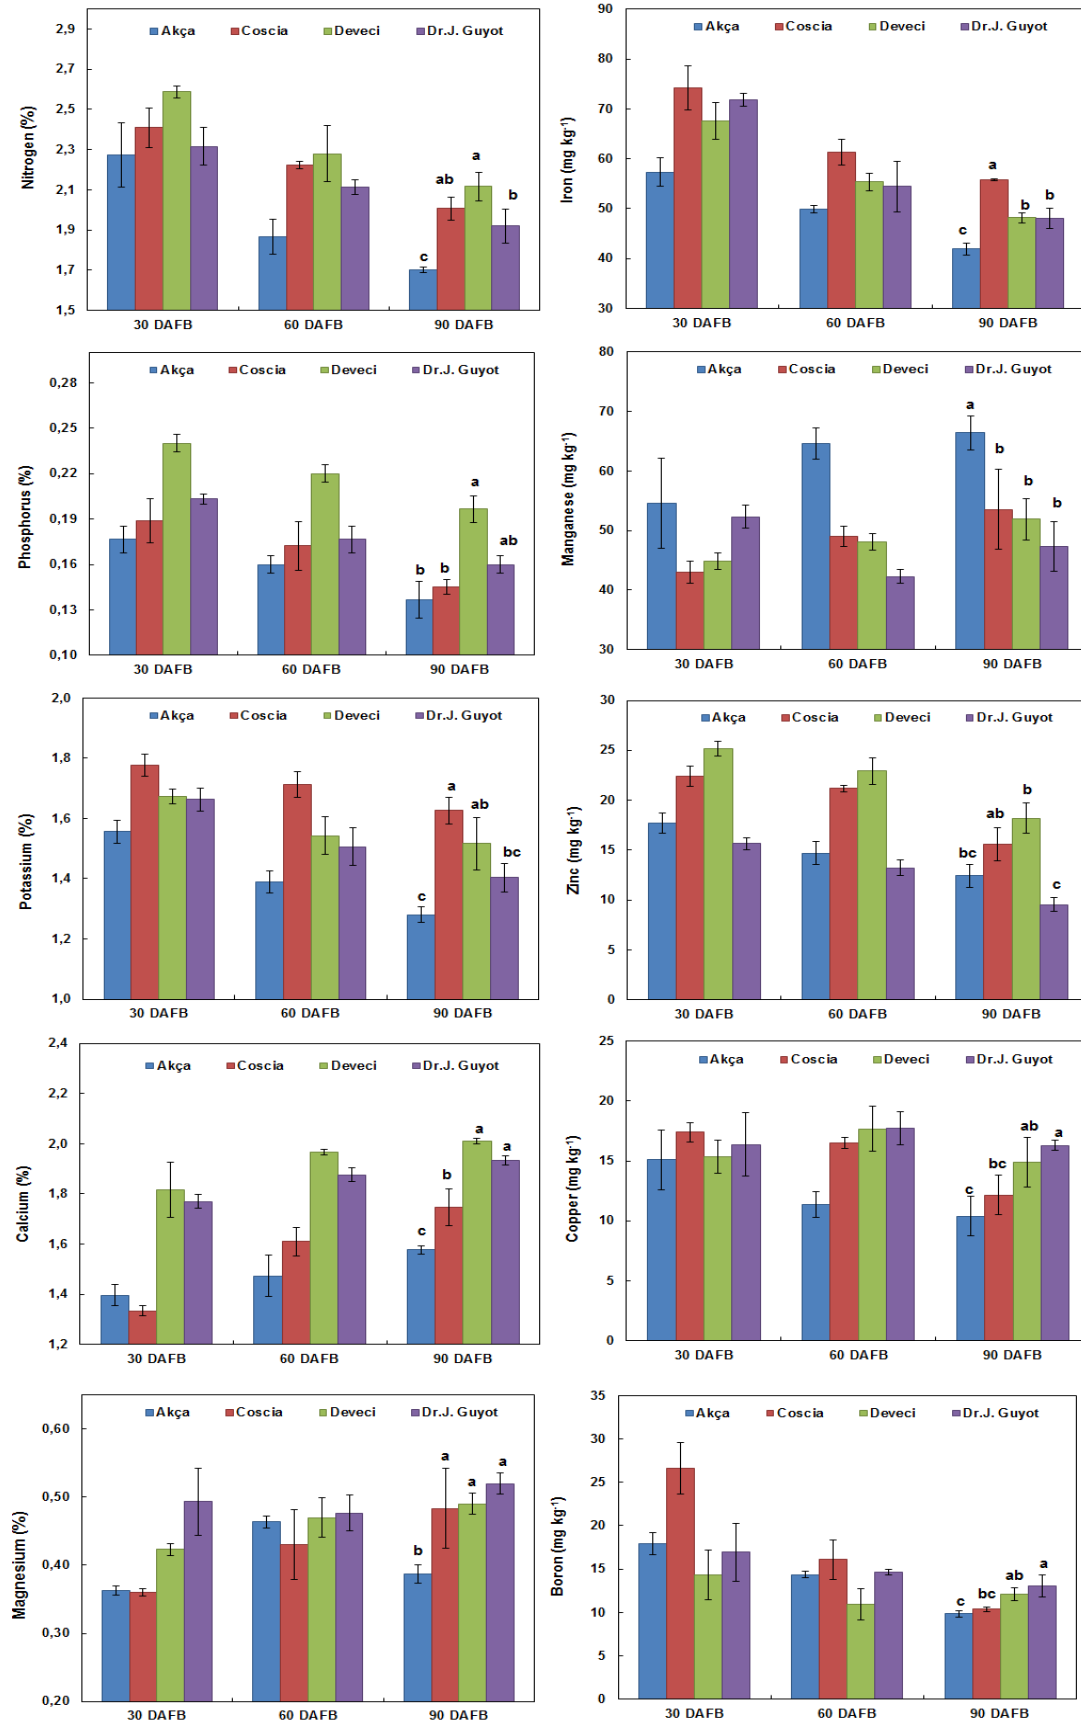 Akça Coscia Deveci Dr.J. Guyot
Nitrogen (%)
2,9
2,7
2,5
2,3
2,1
1,9
1,7
1,5
c ab a b
30 DAFB 60 DAFB 90 DAFB
Akça Coscia Deveci Dr.J. Guyot
Iron (mg kg-1)
90
80
70
60
50
40
30
c a b b
30 DAFB 60 DAFB 90 DAFB
Akça Coscia Deveci Dr.J. Guyot
Phosphorus (%)
0,28
0,25
0,22
0,19
0,16
0,13
0,10
b b a ab
30 DAFB 60 DAFB 90 DAFB
Akça Coscia Deveci Dr.J. Guyot
Manganese (mg kg-1)
80
70
60
50
40
30
a b b b
30 DAFB 60 DAFB 90 DAFB
Akça Coscia Deveci Dr.J. Guyot
Potassium (%)
2,0
1,8
1,6
1,4
1,2
1,0
c a ab bc
30 DAFB 60 DAFB 90 DAFB
Akça Coscia Deveci Dr.J. Guyot
Zinc (mg kg-1)
30
25
20
15
10
5
0
bc ab b c
30 DAFB 60 DAFB 90 DAFB
Akça Coscia Deveci Dr.J. Guyot
Calcium (%)
2,4
2,2
2,0
1,8
1,6
1,4
1,2
c b a a
30 DAFB 60 DAFB 90 DAFB
Akça Coscia Deveci Dr.J. Guyot
Copper (mg kg-1)
25
20
15
10
5
0
c bc ab a
30 DAFB 60 DAFB 90 DAFB
Akça Coscia Deveci Dr.J. Guyot
Magnesium (%)
0,60
0,50
0,40
0,30
0,20
b a a a
30 DAFB 60 DAFB 90 DAFB
Akça Coscia Deveci Dr.J. Guyot
Boron (mg kg-1)
35
30
25
20
15
10
5
0
c bc ab a
30 DAFB 60 DAFB 90 DAFB